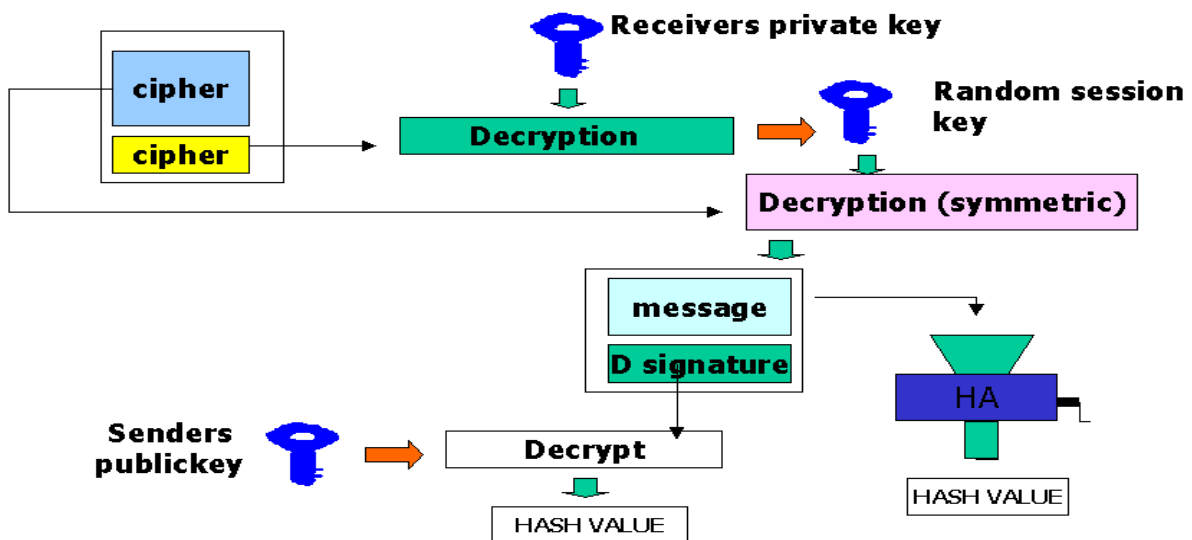 Receivers private key
cipher
cipher
Decryption
Random session
key
Decryption (symmetric)
message
D signature
HA
Senders
publickey
Decrypt
HASH VALUE
HASH VALUE